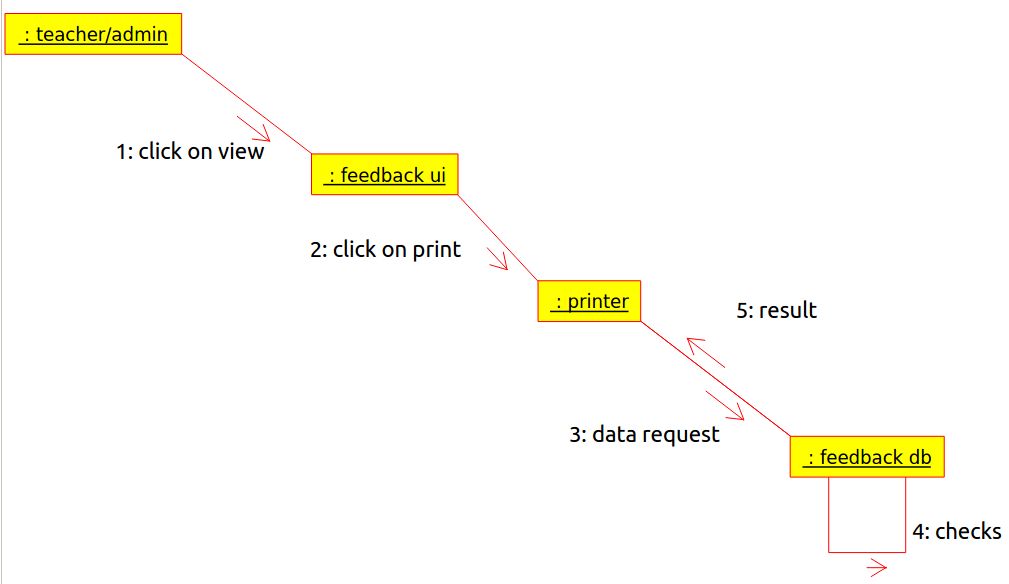 : teacher/admin
1: click on view
: feedback ui
2: click on print
: printer
5: result
3: data request
: feedback db
4: checks